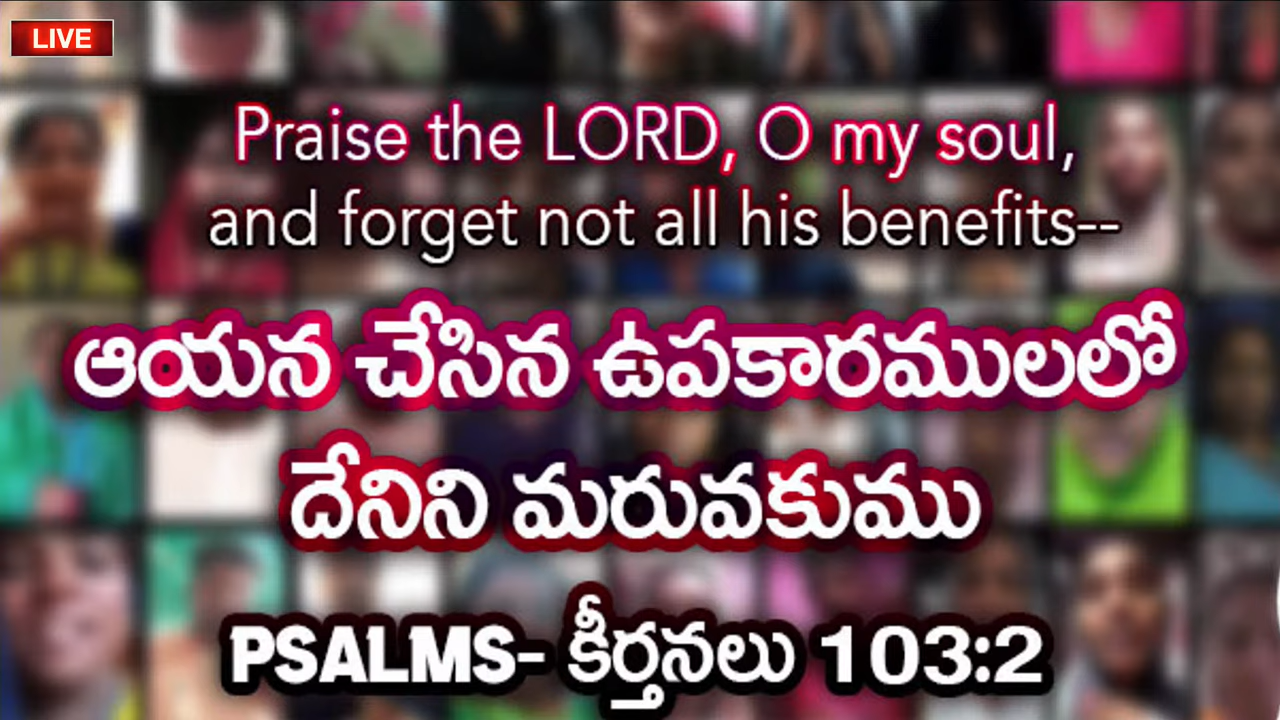 LIVE
Praise the LORD, O my soul,
and forget not all his benefits--
ఆయన చేసిన ఉపకారములలో
దేనిని మరువకుము
PSALMS- కీర్తనలు 103:2